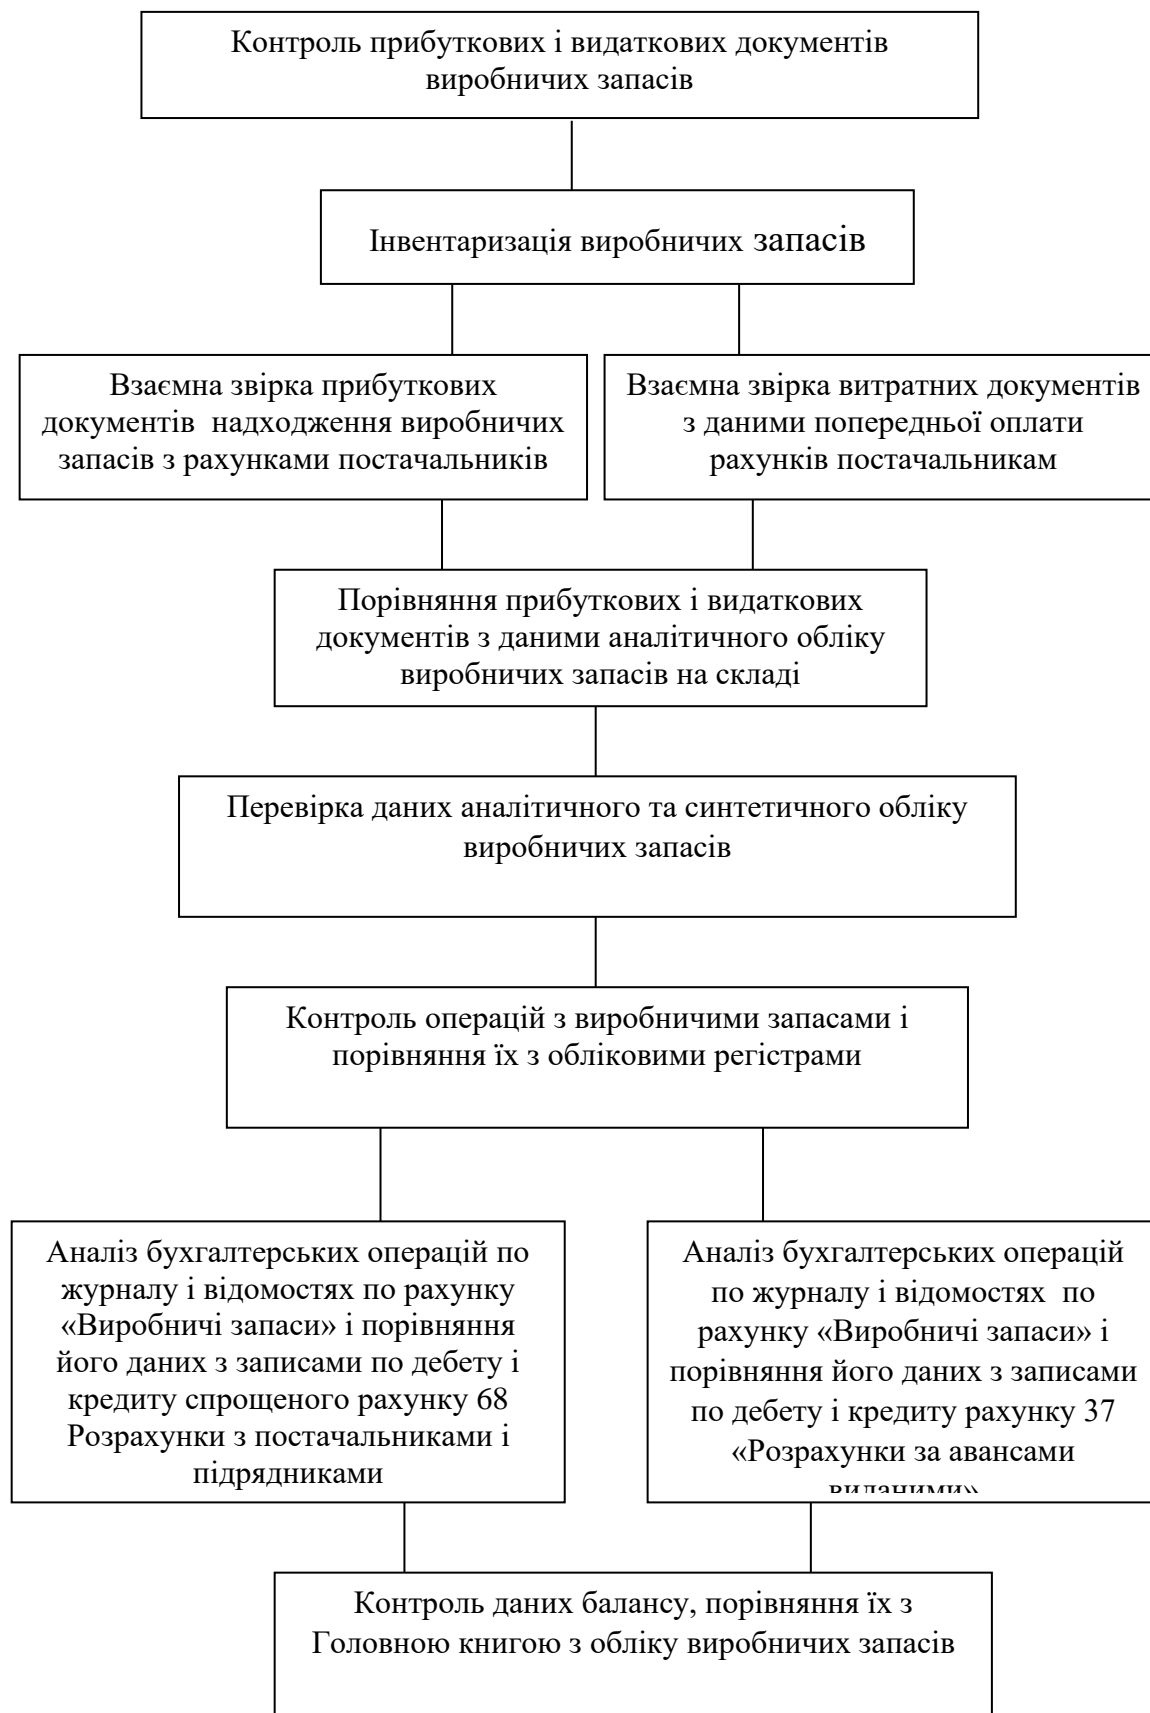 Контроль прибуткових і видаткових документів
виробничих запасів
Інвентаризація виробничих запасів
Взаємна звірка прибуткових
документів надходження виробничих
запасів з рахунками постачальників
Взаємна звірка витратних документів
з даними попередньої оплати
рахунків постачальникам
Порівняння прибуткових і видаткових
документів з даними аналітичного обліку
виробничих запасів на складі
Перевірка даних аналітичного та синтетичного обліку
виробничих запасів
Контроль операцій з виробничими запасами і
порівняння їх з обліковими регістрами
Аналіз бухгалтерських операцій по
журналу і відомостях по рахунку
«Виробничі запаси» і порівняння
його даних з записами по дебету і
кредиту спрощеного рахунку 68
Розрахунки з постачальниками і
підрядниками
Аналіз бухгалтерських операцій
по журналу і відомостях по
рахунку «Виробничі запаси» і
порівняння його даних з записами
по дебету і кредиту рахунку 37
«Розрахунки за авансами
виданими»
Контроль даних балансу, порівняння їх з
Головною книгою з обліку виробничих запасів